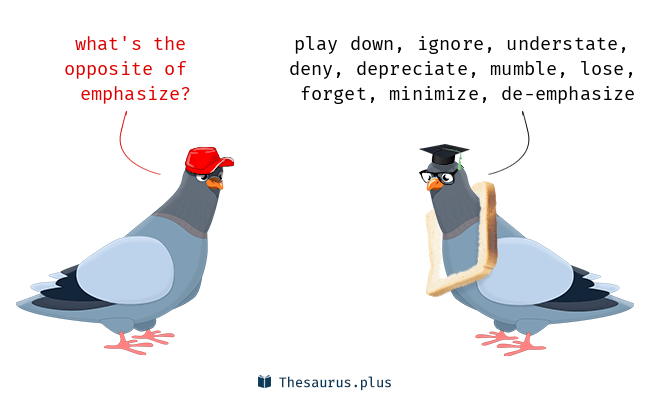 what's the
opposite of
emphasize?
play down, ignore, understate,
deny, depreciate, mumble, lose,
forget, minimize, de-emphasize
Thesaurus.plus